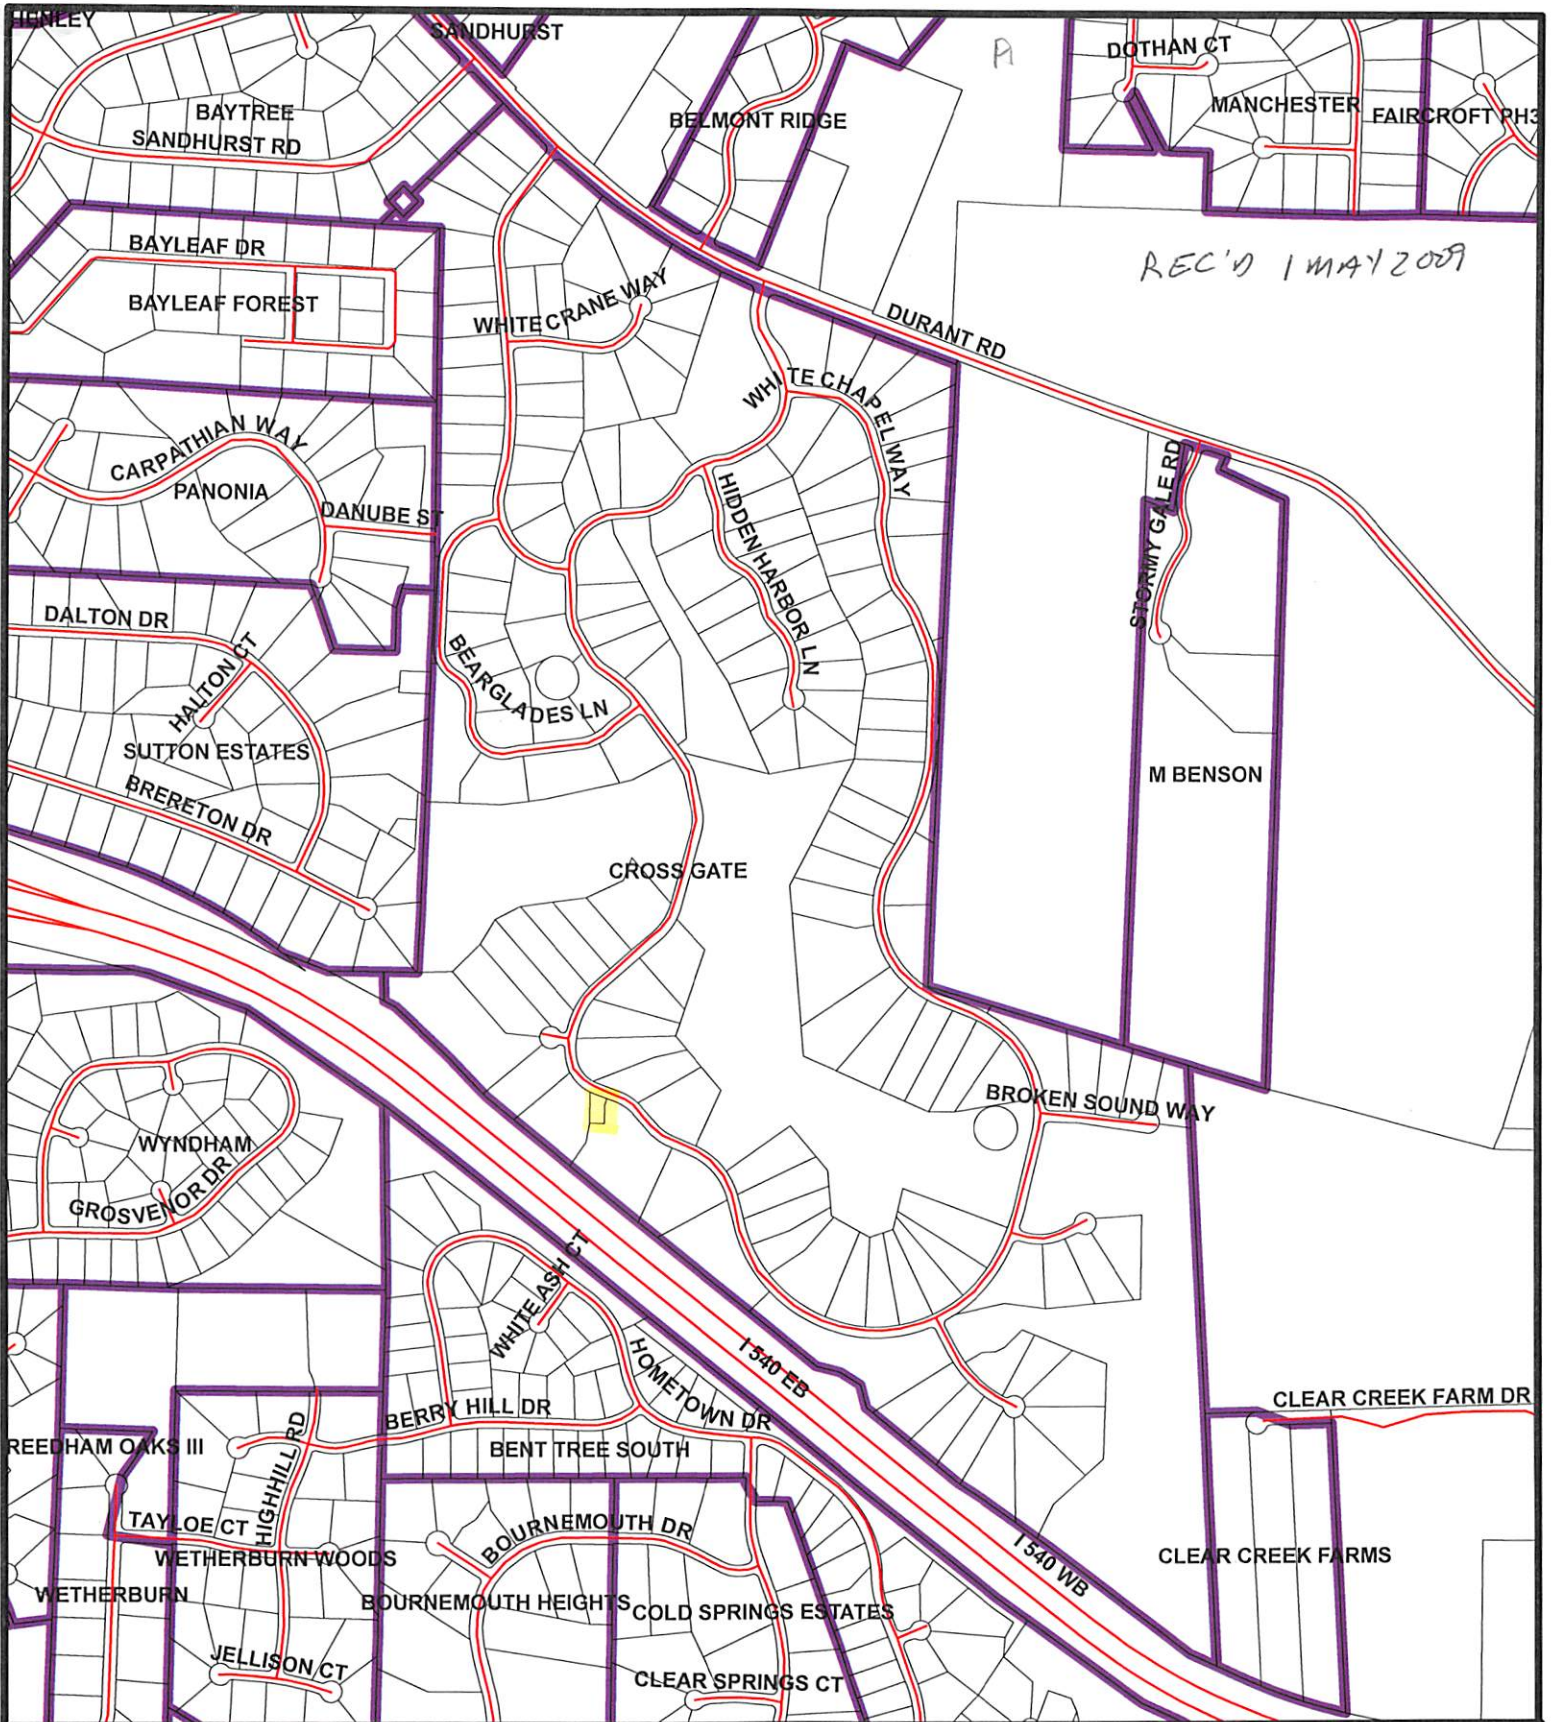 HENLEY
SANDHURST
DOTHAN CT
BAYTREE
SANDHURST RD
BELMONT RIDGE
MANCHESTER
FAIRCROFT PH3
BAYLEAF DR
REC'D 1 MAY 2009
BAYLEAF FOREST
WHITE CRANE WAY
DURANT RD
WHITE CHAPEL WAY
CARPATHIAN WAY
PANONIA
DANUBE ST
HIDDEN HARBOR LN
STORMY GALE RD
DALTON DR
HALTON CT
BEARGLADES LN
SUTTON ESTATES
M BENSON
BRERETON DR
CROSS GATE
BROKEN SOUND WAY
WYNDHAM
GROSVENOR DR
WHITE ASH CT
HOMETOWN DR
I 540 EB
BERRY HILL DR
CLEAR CREEK FARM DR
REEDHAM OAKS III
HIGHHILL RD
BENT TREE SOUTH
TAYLOE CT
BOURNEMOUTH DR
WETHERBURN WOODS
I 540 WB
CLEAR CREEK FARMS
WETHERBURN
BOURNEMOUTH HEIGHTS
COLD SPRINGS ESTATES
JELLISON CT
CLEAR SPRINGS CT